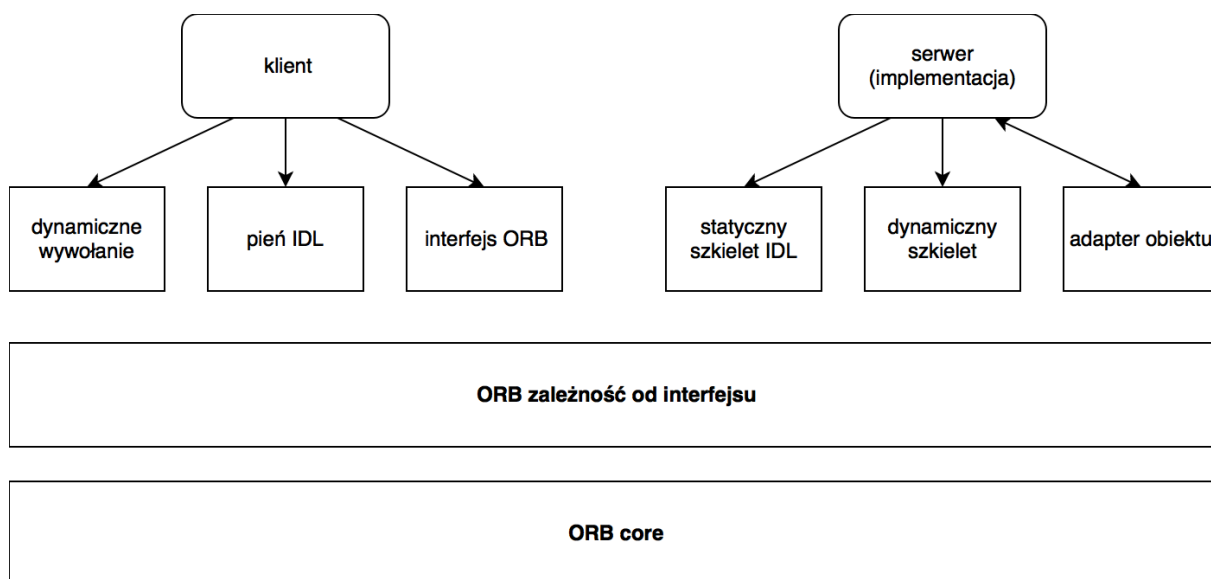 klient
serwer
(implementacja)
dynamiczne
wywołanie
pień IDL
interfejs ORB
statyczny
szkielet IDL
dynamiczny
szkielet
adapter obiektu
ORB zależność od interfejsu
ORB core